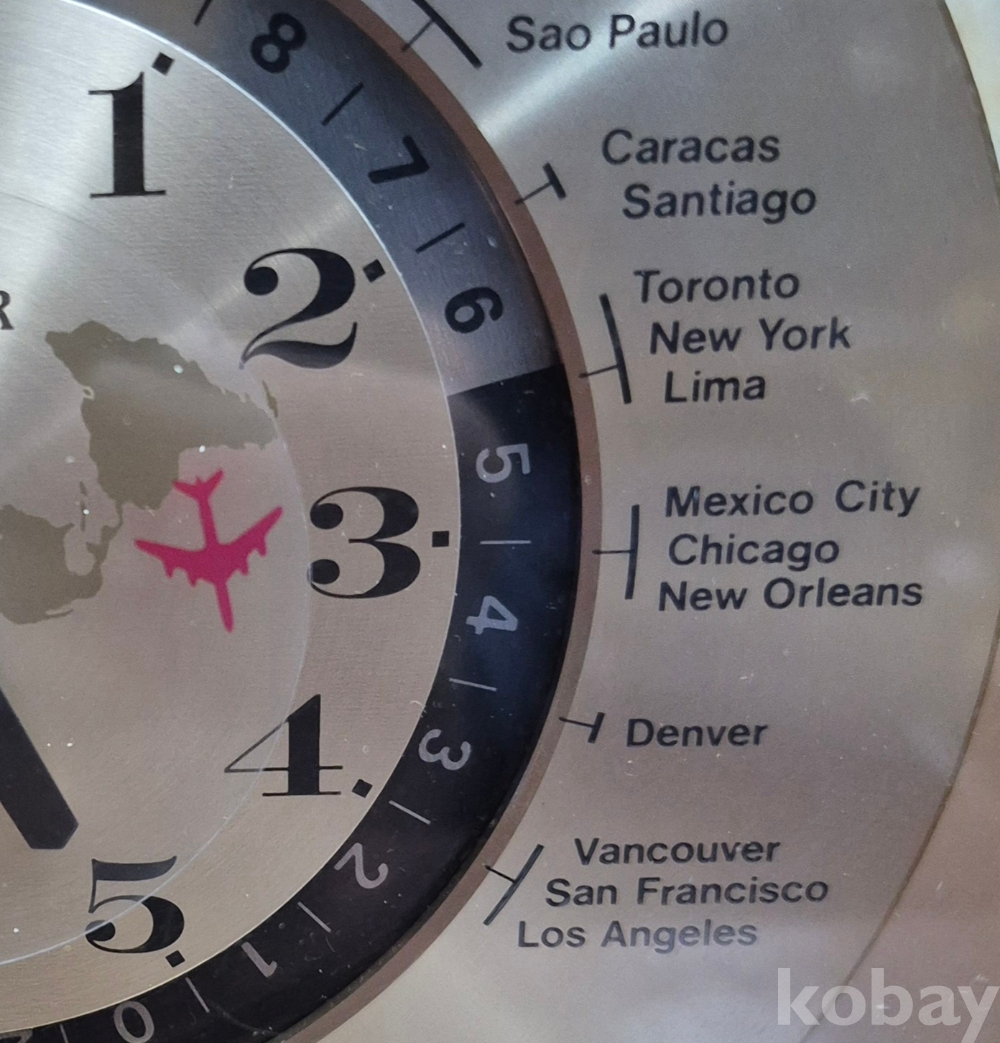 Sao Paulo
Caracas
Santiago
Toronto
New York
Lima
Mexico City
Chicago
New Orleans
Denver
Vancouver
San Francisco
Los Angeles
8
7
6
5
4
3
2
1
0
1
2
3
4
5
R
kobay